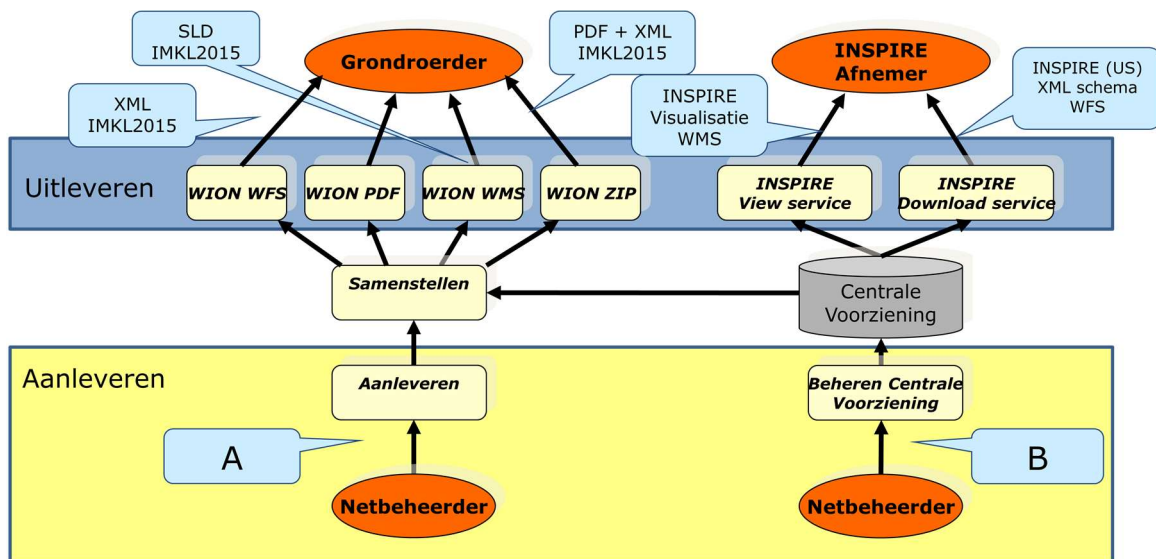 SLD
IMKL2015
Grondroerder
PDF + XML
IMKL2015
INSPIRE
Afnemer
INSPIRE (US)
XML schema
WFS
XML
IMKL2015
INSPIRE
Visualisatie
WMS
Uitleveren
WION WFS
WION PDF
WION WMS
WION ZIP
INSPIRE
View service
INSPIRE
Download service
Samenstellen
Centrale
Voorziening
Aanleveren
Aanleveren
Beheren Centrale
Voorziening
A
B
Netbeheerder
Netbeheerder